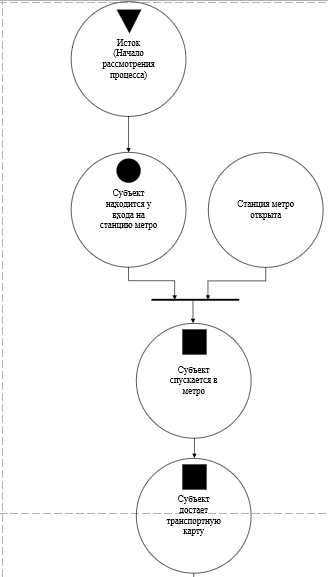 Исток
(Начало
рассмотрения
процесса)
Субъект
находится у
входа на
станцию метро
Станция метро
открыта
Субъект
спускается в
метро
Субъект
достает
транспортную
карту